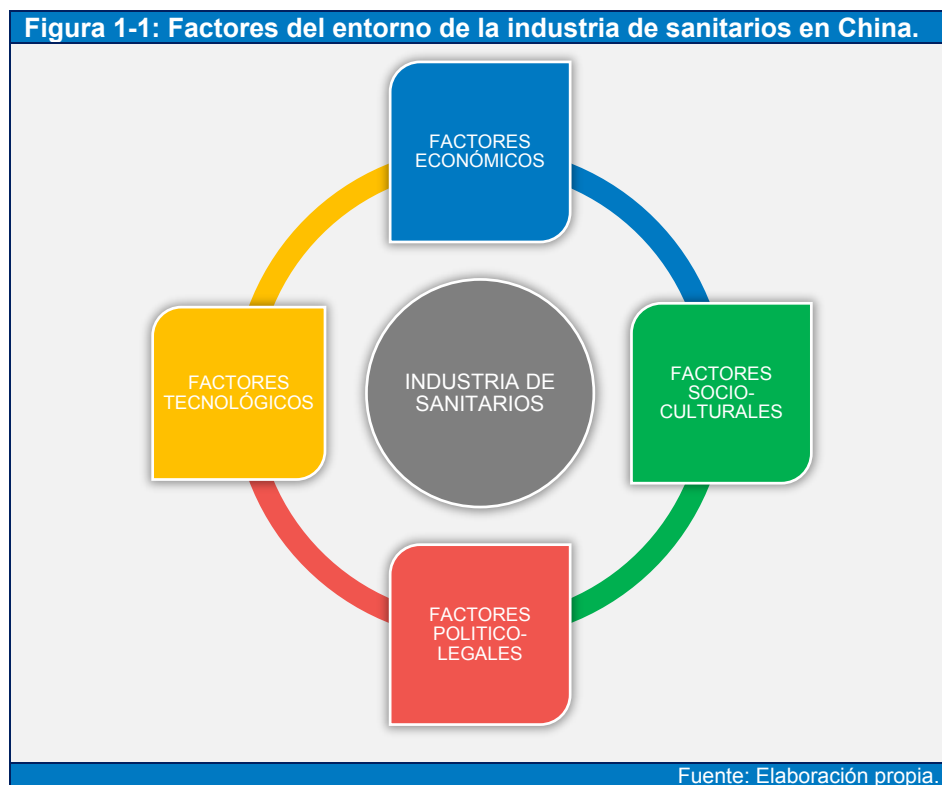 Figura 1-1: Factores del entorno de la industria de sanitarios en China.
FACTORES
ECONÓMICOS
FACTORES
TECNOLÓGICOS
INDUSTRIA DE
SANITARIOS
FACTORES
SOCIO-
CULTURALES
FACTORES
POLITICO-
LEGALES
Fuente: Elaboración propia.